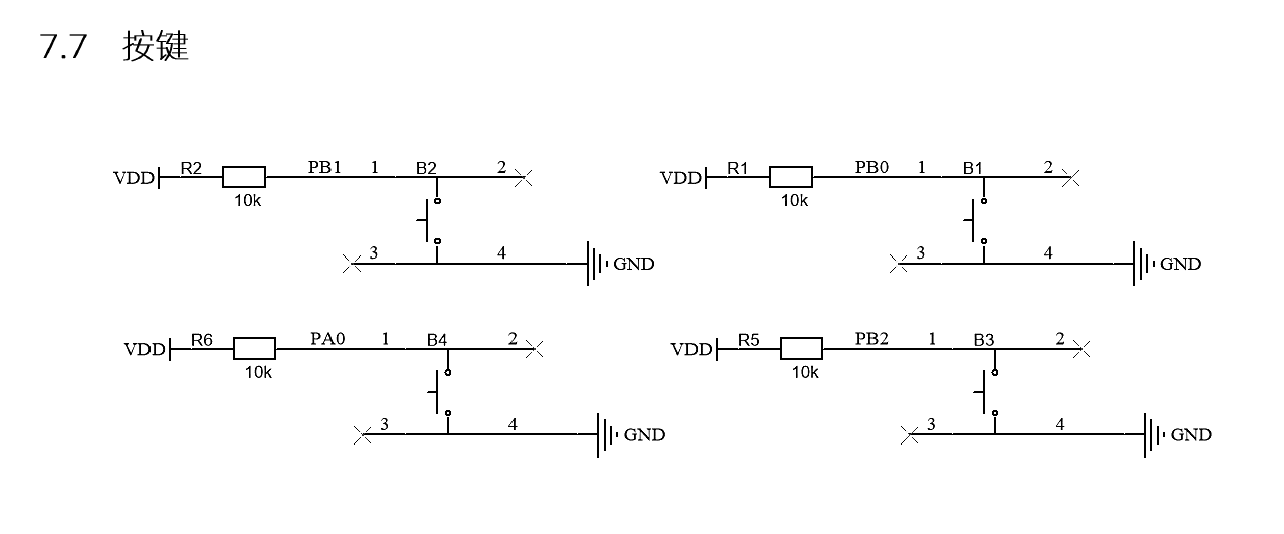 7.7 按键
VDD R2 PB1 1 B2 2
10k
3 4 GND
VDD R1 PB0 1 B1 2
10k
3 4 GND
VDD R6 PA0 1 B4 2
10k
3 4 GND
VDD R5 PB2 1 B3 2
10k
3 4 GND